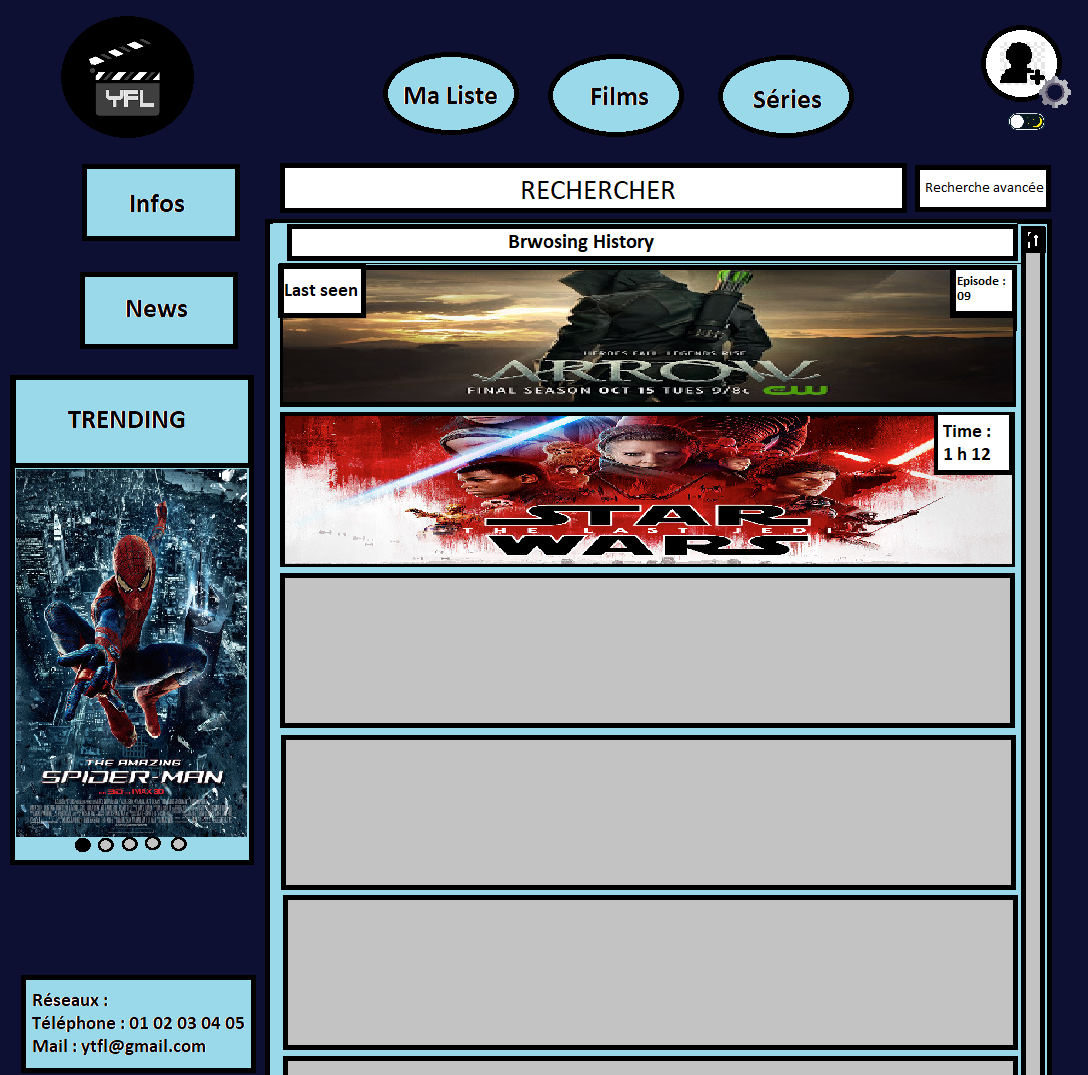 YFL
Ma Liste
Films
Séries
Infos
RECHERCHER
Recherche avancée
Brwosing History
News
Last seen
Episode :
09
HEROES FALL. LEGENDS RISE.
ARROW
FINAL SEASON OCT 15 TUES 9/8c
CW
TRENDING
Time :
1 h 12
STAR
THE LAST JEDI
WARS
THE AMAZING
SPIDER-MAN
Réseaux :
Téléphone : 01 02 03 04 05
Mail : ytfl@gmail.com